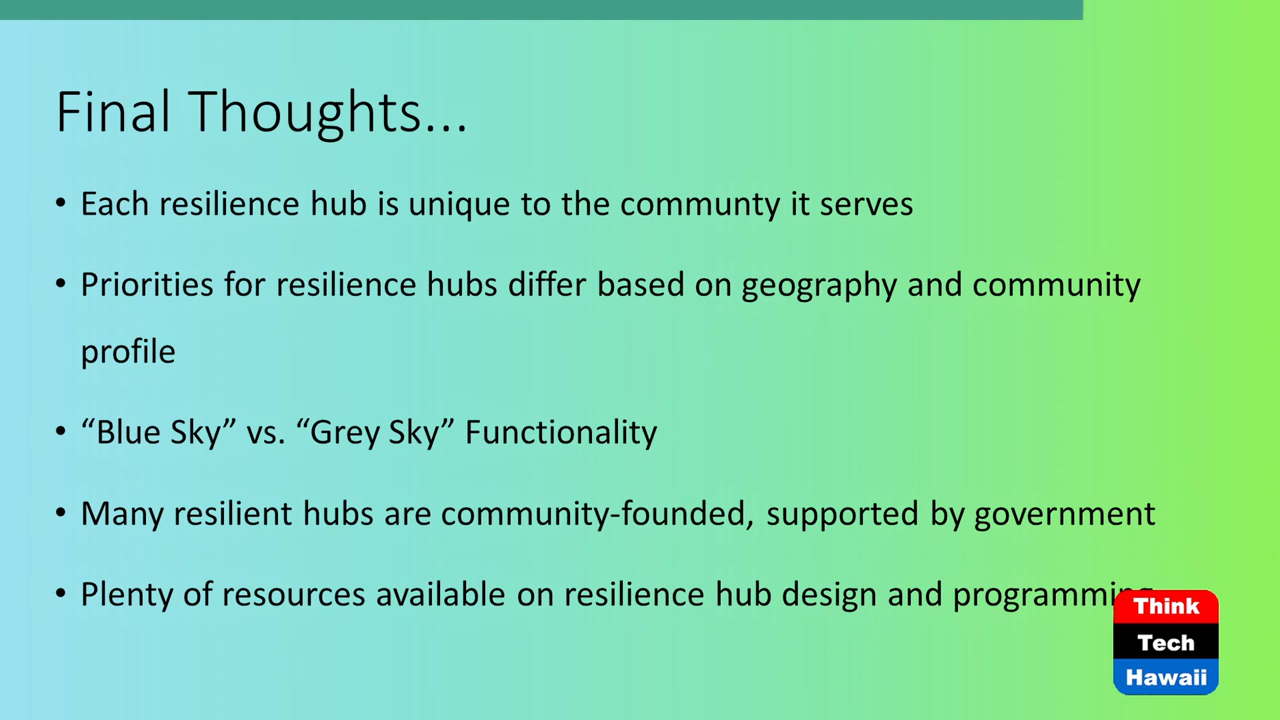 Final Thoughts...
• Each resilience hub is unique to the communty it serves
• Priorities for resilience hubs differ based on geography and community
profile
• “Blue Sky” vs. “Grey Sky” Functionality
• Many resilient hubs are community-founded, supported by government
• Plenty of resources available on resilience hub design and programming
Think
Tech
Hawaii